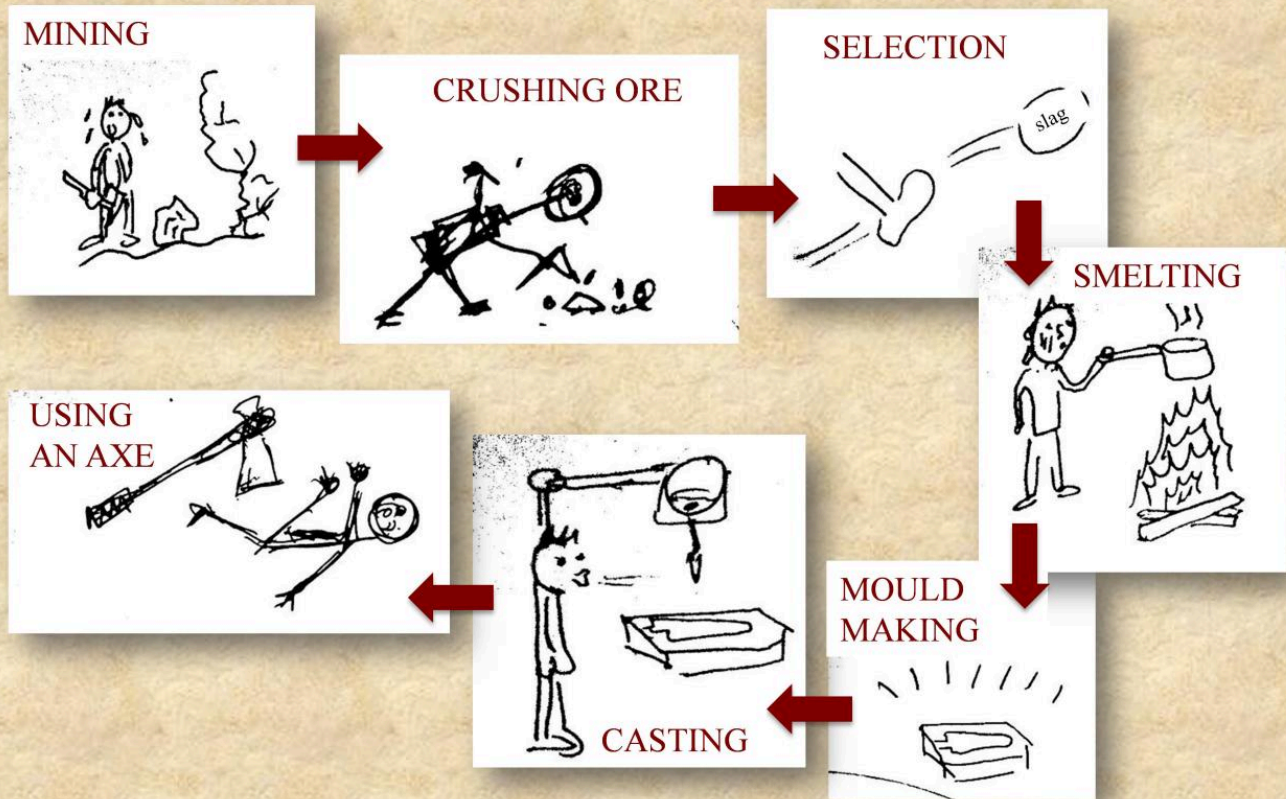 MINING
CRUSHING ORE
SELECTION
slag
SMELTING
MOULD
MAKING
CASTING
USING
AN AXE